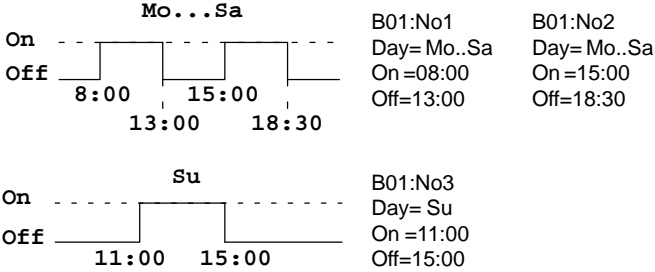 Mo...Sa
On
Off
8:00 15:00
13:00 18:30
B01:No1
Day= Mo..Sa
On =08:00
Off=13:00
B01:No2
Day= Mo..Sa
On =15:00
Off=18:30
Su
On
Off
11:00 15:00
B01:No3
Day= Su
On =11:00
Off=15:00